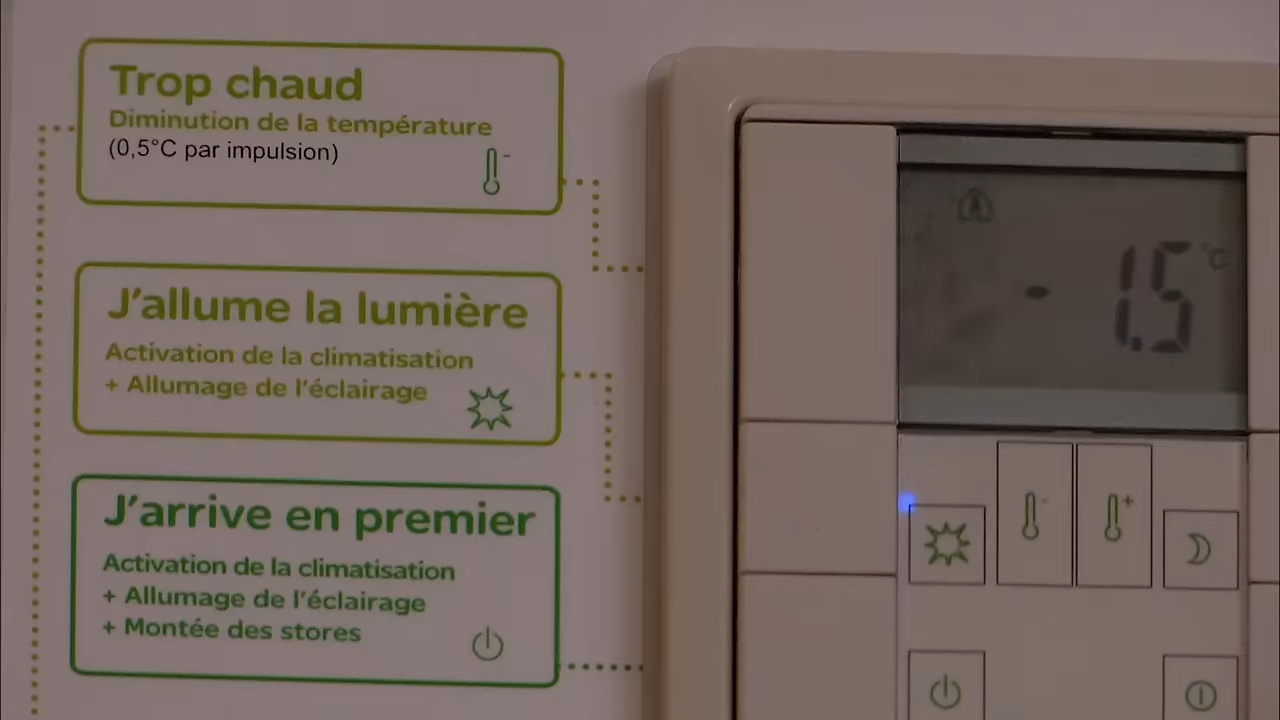 Trop chaud
Diminution de la température
(0,5°C par impulsion)
J'allume la lumière
Activation de la climatisation
+ Allumage de l'éclairage
J'arrive en premier
Activation de la climatisation
+ Allumage de l'éclairage
+ Montée des stores
- 1.5 °C